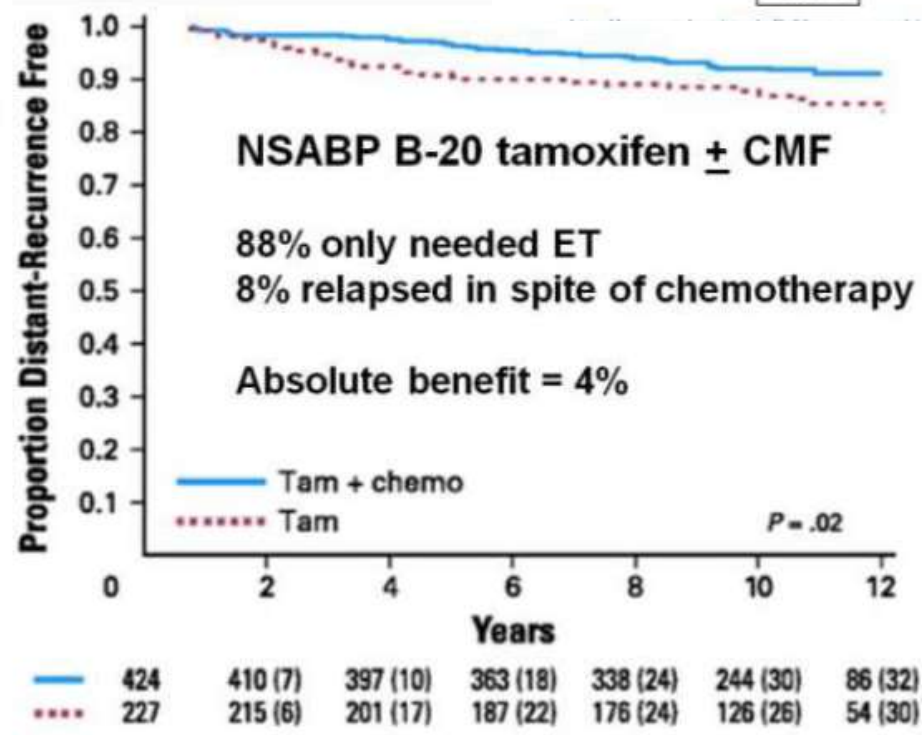 Proportion Distant-Recurrence Free
1.0
0.9
0.8
0.7
0.6
0.5
0.4
0.3
0.2
0.1
NSABP B-20 tamoxifen ± CMF
88% only needed ET
8% relapsed in spite of chemotherapy
Absolute benefit = 4%
Tam + chemo
Tam
P = .02
0 2 4 6 8 10 12
Years
424 410 (7) 397 (10) 363 (18) 338 (24) 244 (30) 86 (32)
227 215 (6) 201 (17) 187 (22) 176 (24) 126 (26) 54 (30)